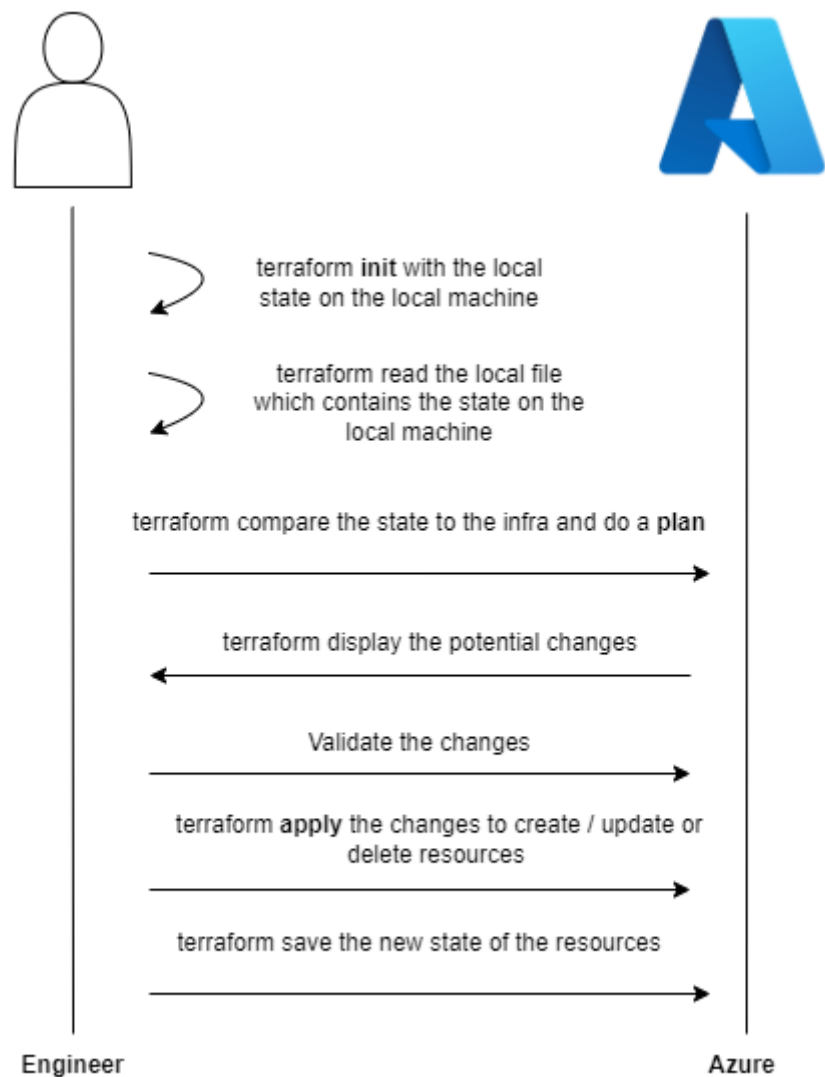 terraform init with the local
state on the local machine
terraform read the local file
which contains the state on the
local machine
terraform compare the state to the infra and do a plan
terraform display the potential changes
Validate the changes
terraform apply the changes to create / update or
delete resources
terraform save the new state of the resources
Engineer
Azure